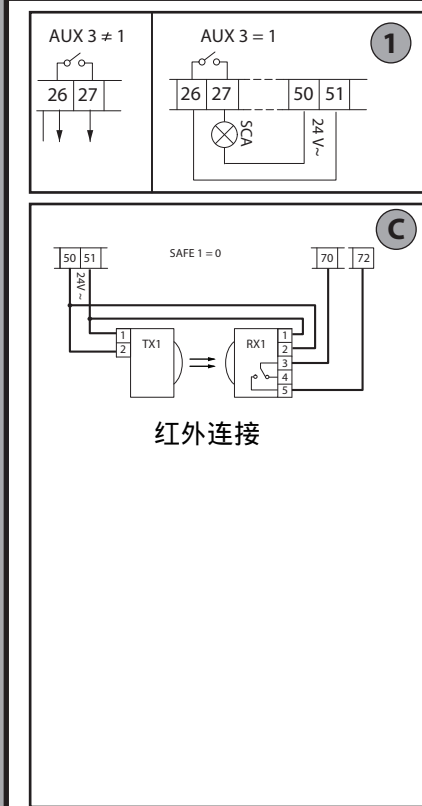 AUX 3 ≠ 1
26 27
AUX 3 = 1
1
26 27
50 51
SCA
24 V~
C
50 51
SAFE 1 = 0
70
72
24V ~
1
2
TX1
RX1
1
2
3
4
5
红外连接